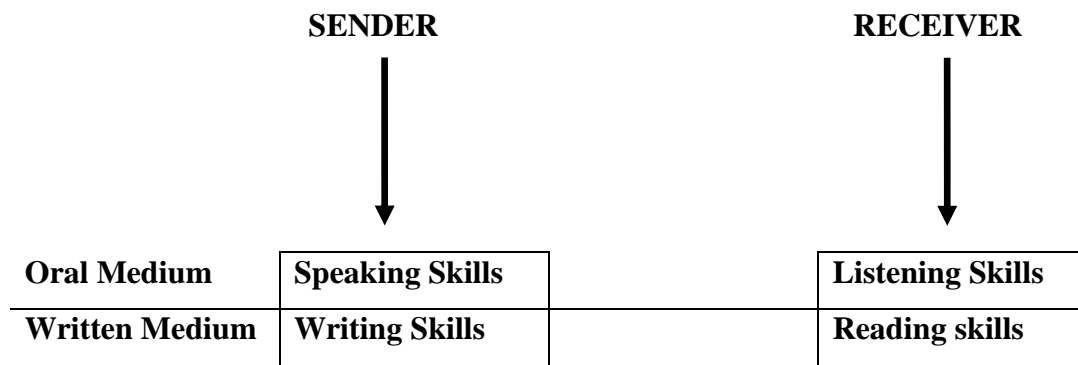 SENDER RECEIVER
Oral Medium Speaking Skills Listening Skills
Written Medium Writing Skills Reading skills